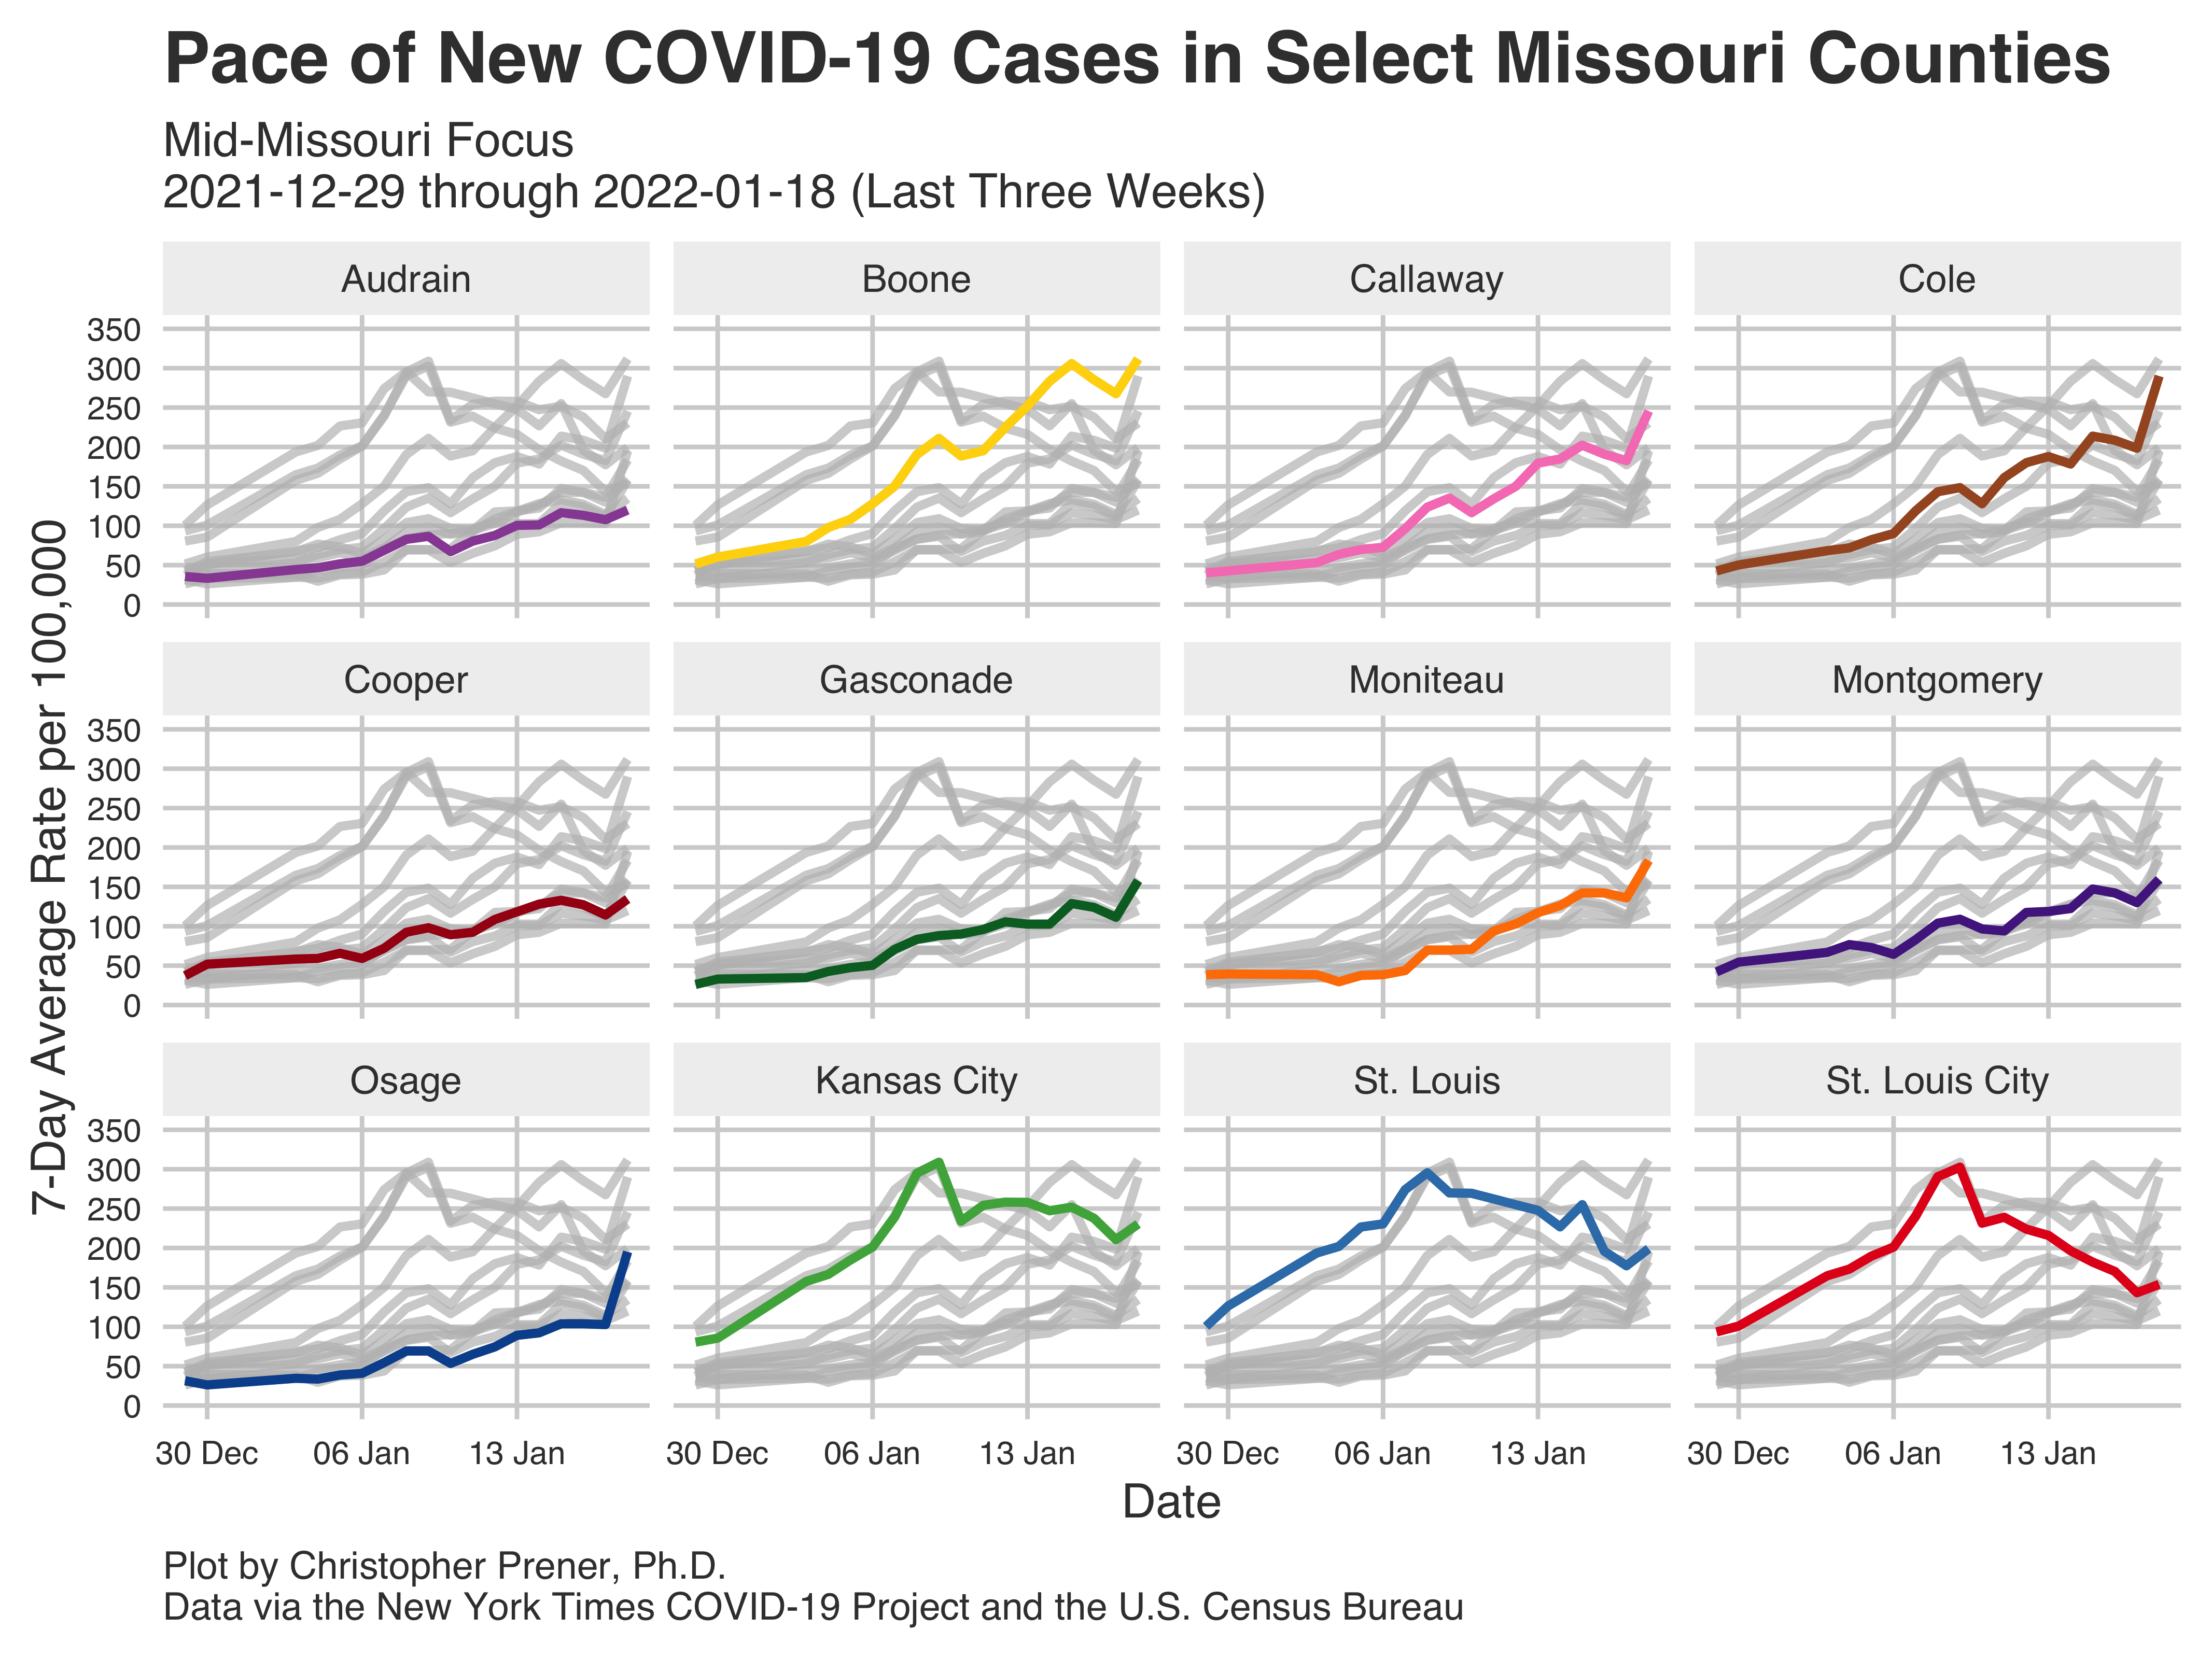 Pace of New COVID-19 Cases in Select Missouri Counties
Mid-Missouri Focus
2021-12-29 through 2022-01-18 (Last Three Weeks)
7-Day Average Rate per 100,000
Audrain
Boone
Callaway
Cole
350
300
250
200
150
100
50
0
Cooper
Gasconade
Moniteau
Montgomery
350
300
250
200
150
100
50
0
Osage
Kansas City
St. Louis
St. Louis City
350
300
250
200
150
100
50
0
30 Dec 06 Jan 13 Jan
30 Dec 06 Jan 13 Jan
30 Dec 06 Jan 13 Jan
30 Dec 06 Jan 13 Jan
Date
Plot by Christopher Prener, Ph.D.
Data via the New York Times COVID-19 Project and the U.S. Census Bureau